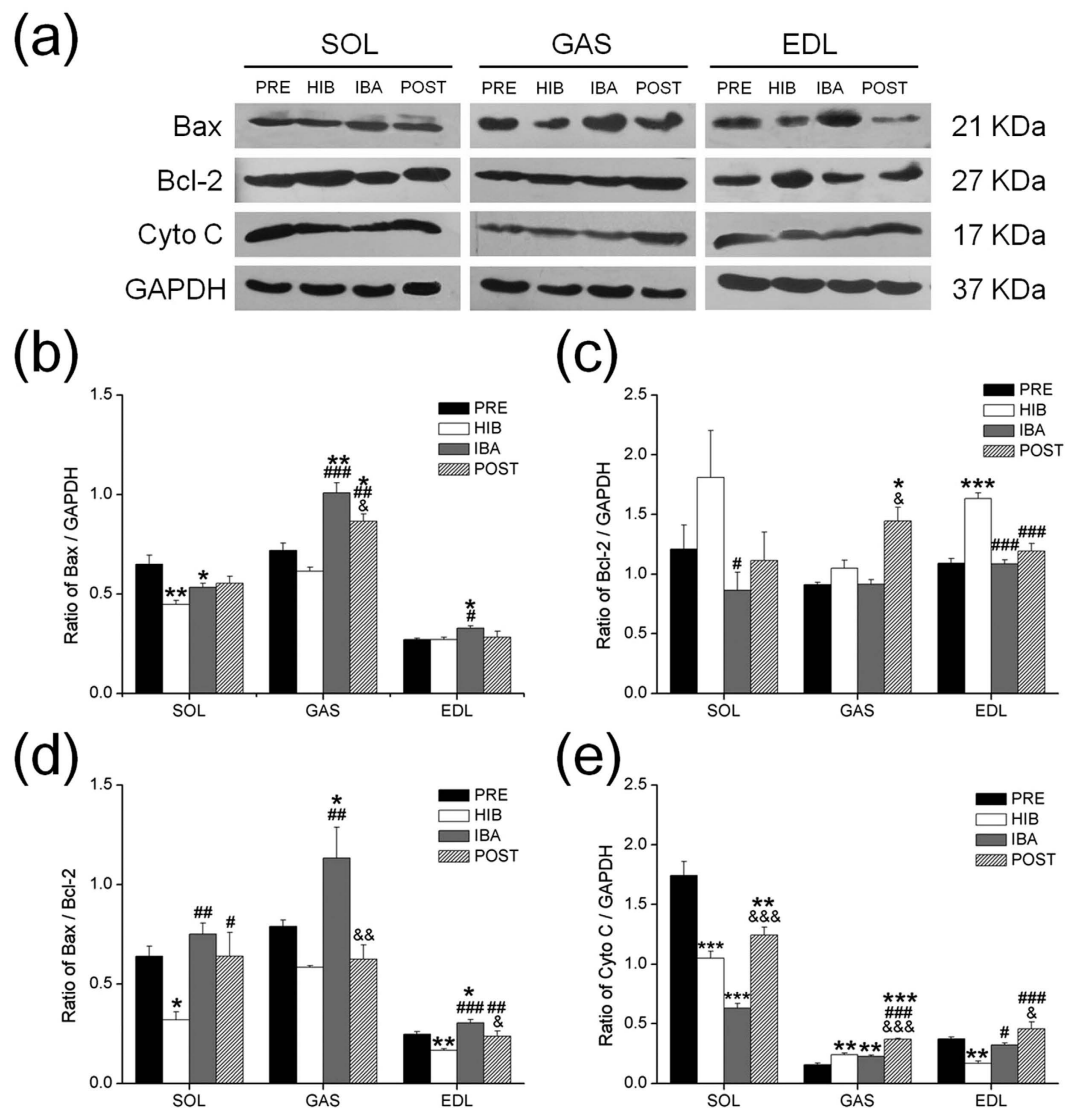 (a)
SOL GAS EDL
PRE HIB IBA POST PRE HIB IBA POST PRE HIB IBA POST
Bax 21 KDa
Bcl-2 27 KDa
Cyto C 17 KDa
GAPDH 37 KDa
(b)
Ratio of Bax / GAPDH
1.5
1.0
0.5
0.0
PRE
HIB
IBA
POST
** *
** ### * ## &
* #
SOL GAS EDL
(c)
Ratio of Bcl-2 / GAPDH
2.5
2.0
1.5
1.0
0.5
0.0
PRE
HIB
IBA
POST
#
* &
*** ### ###
SOL GAS EDL
(d)
Ratio of Bax / Bcl-2
1.5
1.0
0.5
0.0
PRE
HIB
IBA
POST
* ## #
* ## &&
** * ### ## &
SOL GAS EDL
(e)
Ratio of Cyto C / GAPDH
2.5
2.0
1.5
1.0
0.5
0.0
PRE
HIB
IBA
POST
*** *** ** &&&
** ** *** ### &&&
** # ### &
SOL GAS EDL